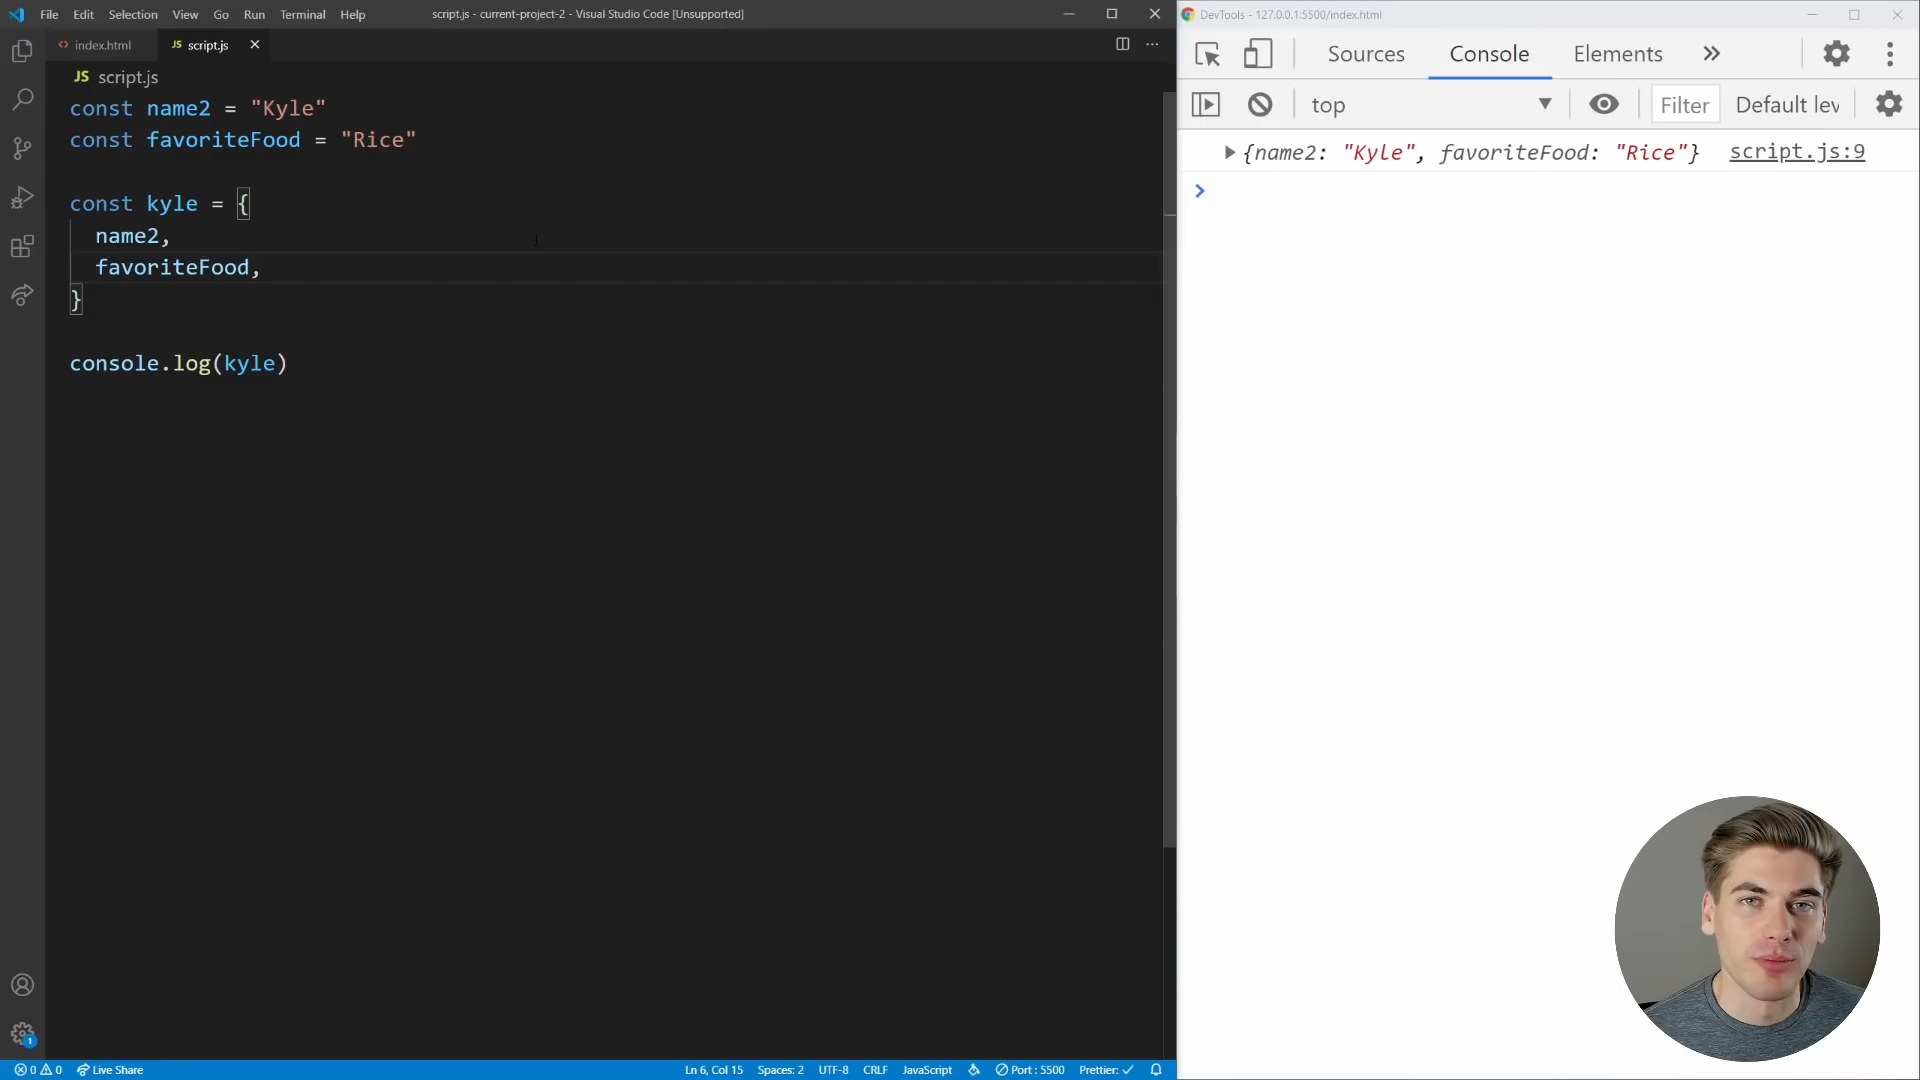 File Edit Selection View Go Run Terminal Help
script.js - current-project-2 - Visual Studio Code [Unsupported]
index.html
JS script.js
JS script.js
const name2 = "Kyle"
const favoriteFood = "Rice"
const kyle = {
name2,
favoriteFood,
}
console.log(kyle)
0 0 Live Share
1
Ln 6, Col 15 Spaces: 2 UTF-8 CRLF JavaScript Port : 5500 Prettier:
DevTools - 127.0.0.1:5500/index.html
Sources Console Elements
top Filter Default lev
{name2: "Kyle", favoriteFood: "Rice"} script.js:9